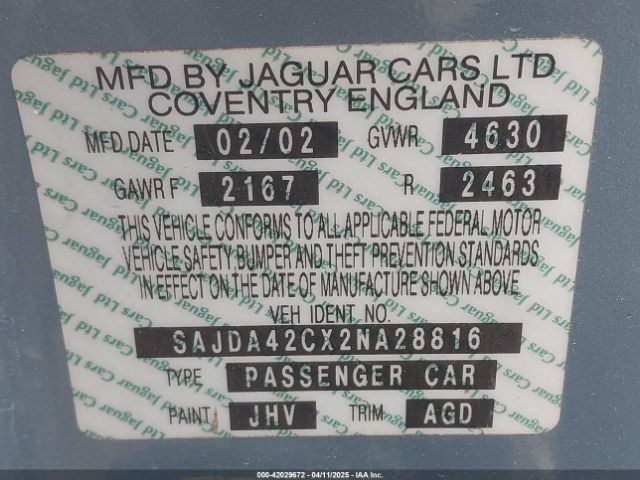 MFD BY JAGUAR CARS LTD
COVENTRY ENGLAND
MFD.DATE 02/02 GVWR 4630
GAWR F 2167 R 2463
THIS VEHICLE CONFORMS TO ALL APPLICABLE FEDERAL MOTOR
VEHICLE SAFETY BUMPER AND THEFT PREVENTION STANDARDS
IN EFFECT ON THE DATE OF MANUFACTURE SHOWN ABOVE
VEH IDENT NO.
SAJDA42CX2NA28816
TYPE PASSENGER CAR
PAINT JHV TRIM AGD
Jaguar Cars Ltd
000-42029672 - 04/11/2025 - IAA Inc.